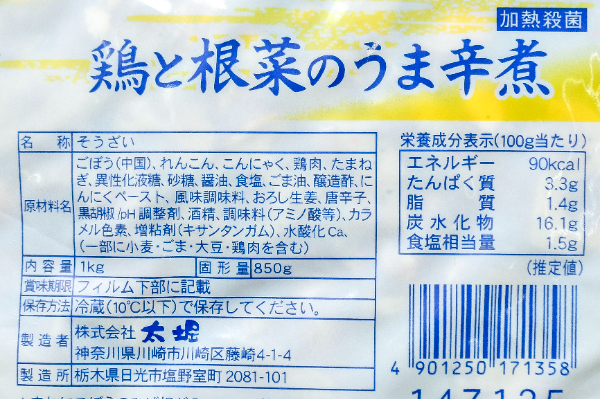 加熱殺菌
鶏と根菜のうま辛煮
名 称 そうざい
原材料名
ごぼう(中国)、れんこん、こんにゃく、鶏肉、たまね
ぎ、異性化液糖、砂糖、醤油、食塩、ごま油、醸造酢、に
んにくペースト、風味調味料、おろし生姜、唐辛子、
黒胡椒/pH調整剤、酒精、調味料(アミノ酸等)、カラ
メル色素、増粘剤(キサンタンガム)、水酸化Ca、
(一部に小麦・ごま・大豆・鶏肉を含む)
内 容 量 1kg 固 形 量 850g
賞味期限 フィルム下部に記載
保存方法 冷蔵(10℃以下)で保存してください。
製 造 者 株式会社 太堀
神奈川県川崎市川崎区藤崎4-1-4
製 造 所 栃木県日光市塩野室町2081-101
栄養成分表示(100g当たり)
エネルギー 90kcal
たんぱく質 3.3g
脂 質 1.4g
炭水化物 16.1g
食塩相当量 1.5g
(推定値)
4 901250 171358